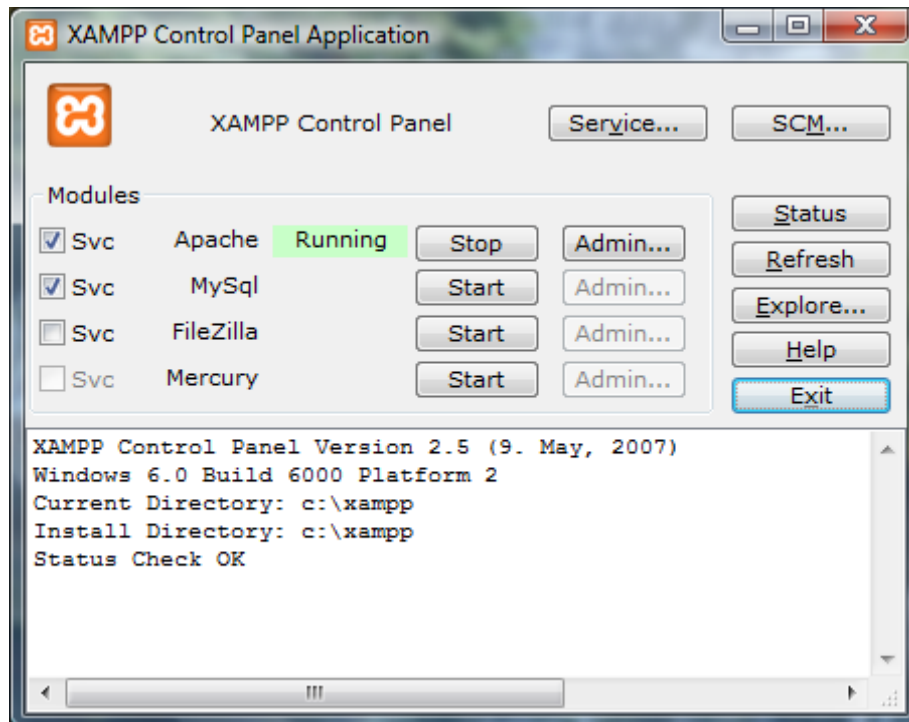 XAMPP Control Panel Application
XAMPP Control Panel Service... SCM...
Modules
Status
Svc Apache Running Stop Admin...
Refresh
Svc MySql Start Admin...
Explore...
Svc FileZilla Start Admin...
Help
Svc Mercury Start Admin...
Exit
XAMPP Control Panel Version 2.5 (9. May, 2007)
Windows 6.0 Build 6000 Platform 2
Current Directory: c:\xampp
Install Directory: c:\xampp
Status Check OK